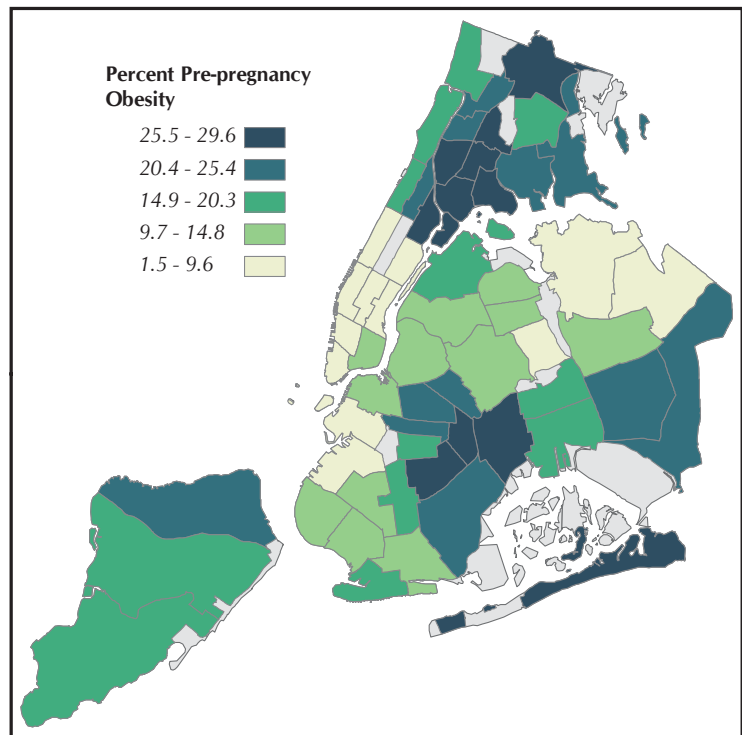 Percent Pre-pregnancy
Obesity
25.5 - 29.6
20.4 - 25.4
14.9 - 20.3
9.7 - 14.8
1.5 - 9.6